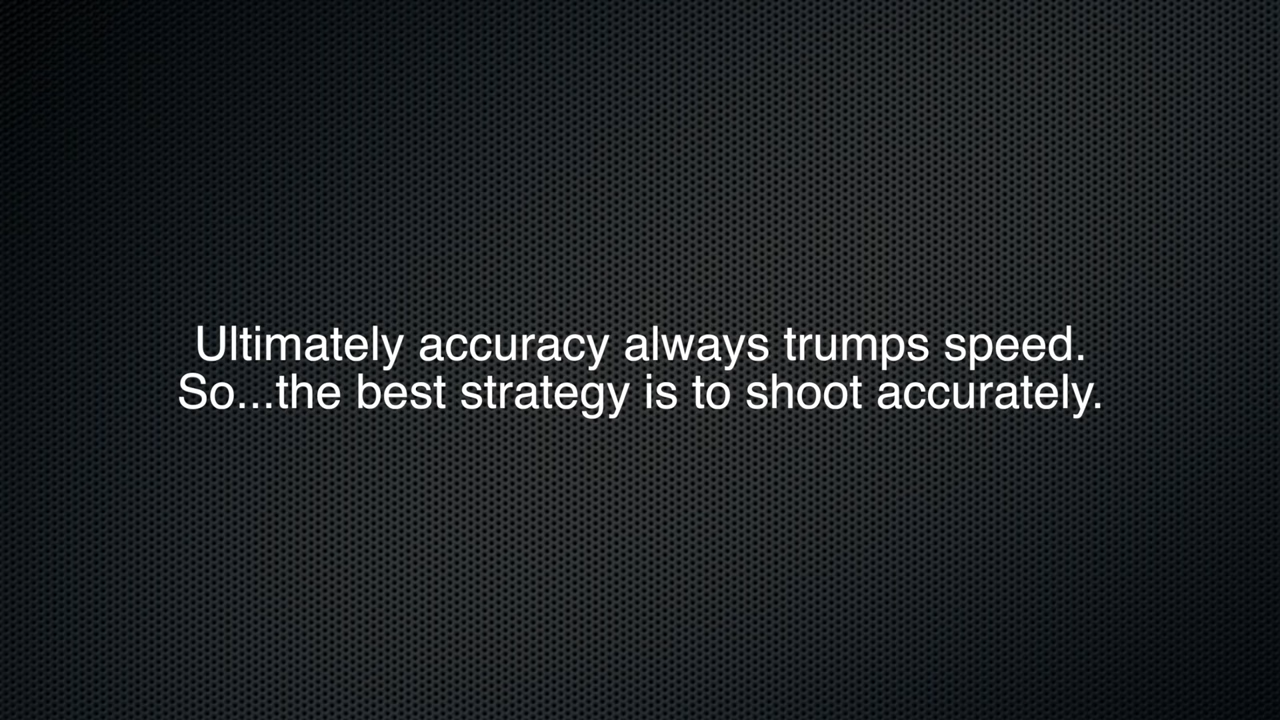 Ultimately accuracy always trumps speed.
So...the best strategy is to shoot accurately.